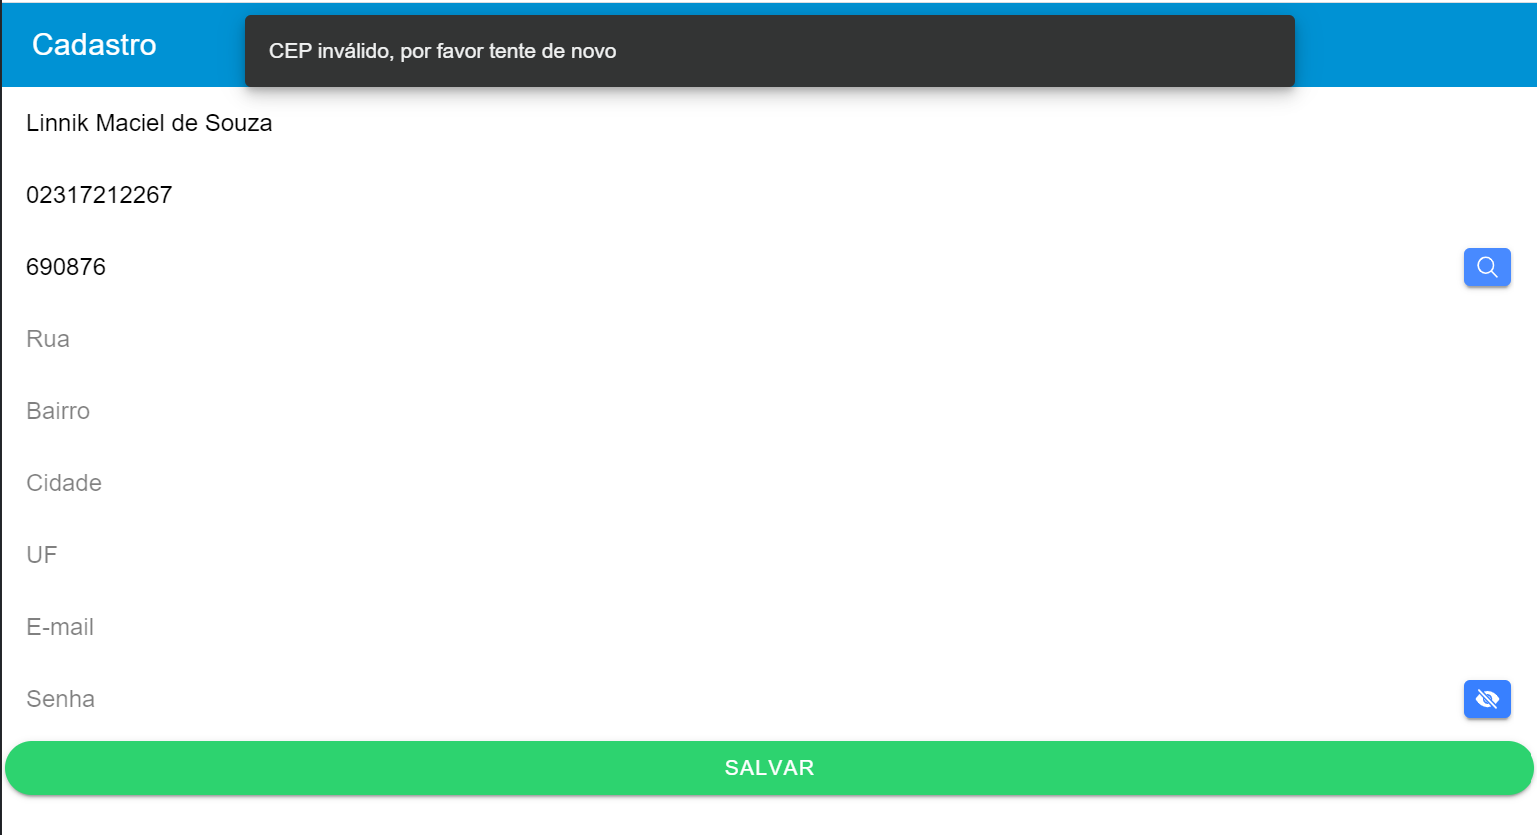 Cadastro
CEP inválido, por favor tente de novo
Linnik Maciel de Souza
02317212267
690876
Rua
Bairro
Cidade
UF
E-mail
Senha
SALVAR